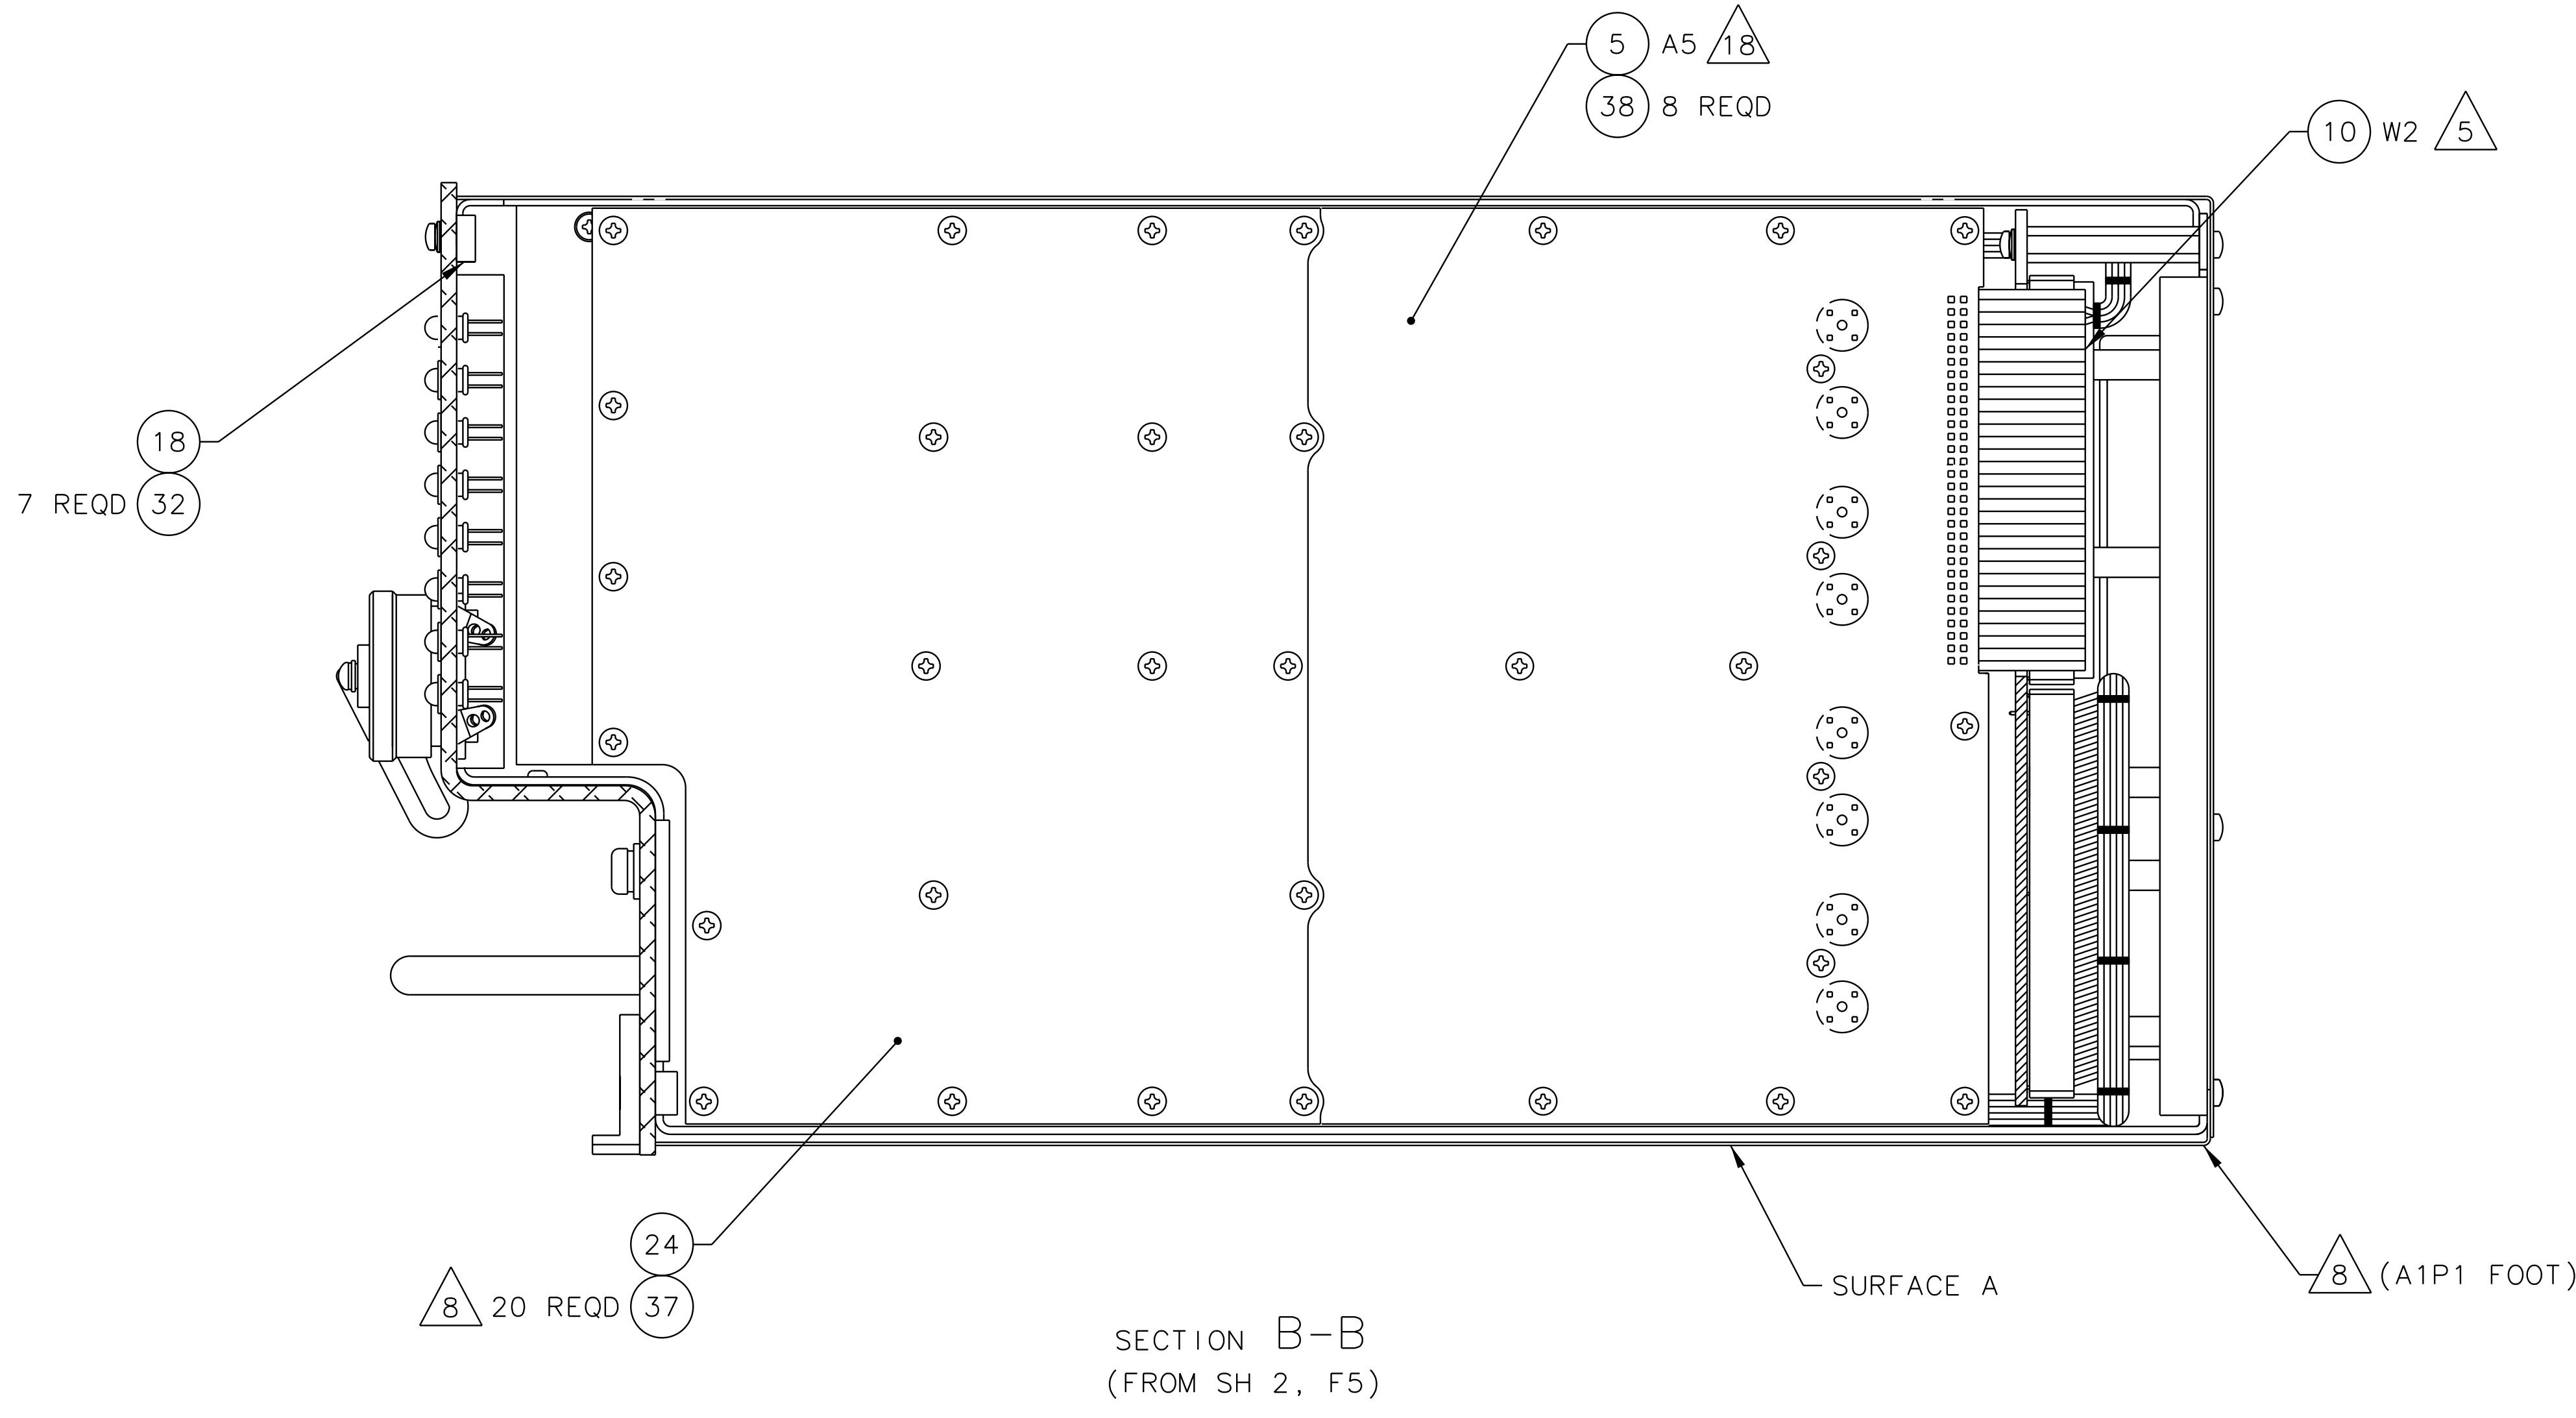 5 A5 18
38 8 REQD
10 W2 5
18
7 REQD 32
24
8 20 REQD 37
SURFACE A
8 (A1P1 FOOT)
SECTION B-B
(FROM SH 2, F5)